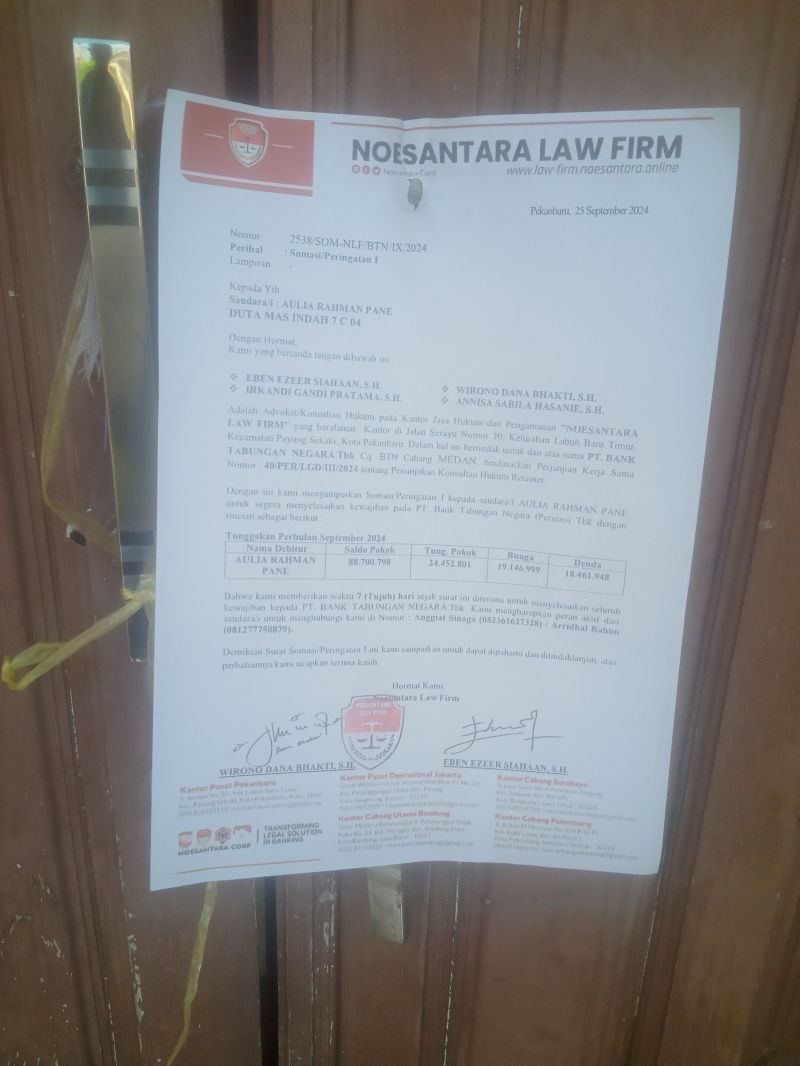 NOESANTARA LAW FIRM
Noesantara Corp
www.law-firm.noesantara.online
Pekanbaru, 25 September 2024
Nomor : 2538/SOM-NLF/BTN/IX/2024
Perihal : Somasi/Peringatan I
Lampiran : -
Kepada Yth
Saudara/i : AULIA RAHMAN PANE
DUTA MAS INDAH 7 C 04
Dengan Hormat,
Kami yang bertanda tangan dibawah ini :
❖ EBEN EZEER SIAHAAN, S.H. ❖ WIRONO DANA BHAKTI, S.H.
❖ IRKANDI GANDI PRATAMA, S.H. ❖ ANNISA SABILA HASANIE, S.H.
Adalah Advokat/Konsultan Hukum pada Kantor Jasa Hukum dan Pengamanan "NOESANTARA
LAW FIRM" yang beralamat Kantor di Jalan Serayu Nomor 20, Kelurahan Labuh Baru Timur,
Kecamatan Payung Sekaki, Kota Pekanbaru. Dalam hal ini bertindak untuk dan atas nama PT. BANK
TABUNGAN NEGARA.Tbk Cq. BTN Cabang MEDAN, berdasarkan Perjanjian Kerja Sama
Nomor : 40/PER/LGD/III/2024 tentang Penunjukan Konsultan Hukum Retainer.
Dengan ini kami menyampaikan Somasi/Peringatan I kepada saudara/I AULIA RAHMAN PANE
untuk segera menyelesaikan kewajiban pada PT. Bank Tabungan Negara (Persero) Tbk dengan
rincian sebagai berikut :
Tunggakan Perbulan September 2024
Nama Debitur Saldo Pokok Tung. Pokok Bunga Denda
AULIA RAHMAN PANE 88.700.798 24.452.801 19.146.999 18.461.948
Bahwa kami memberikan waktu 7 (Tujuh) hari sejak surat ini diterima untuk menyelesaikan seluruh
kewajiban kepada PT. BANK TABUNGAN NEGARA.Tbk. Kami mengharapkan peran aktif dari
saudara/i untuk menghubungi kami di Nomor : Anggiat Sinaga (082361627328) / Arridhal Rahim
(081277750879).
Demikian Surat Somasi/Peringatan I ini kami sampaikan untuk dapat dipahami dan ditindaklanjuti, atas
perhatiannya kami ucapkan terima kasih
Hormat Kami,
Noesantara Law Firm
NOESANTARA
LAW FIRM
WIRONO DANA BHAKTI, S.H. EBEN EZEER SIAHAAN, S.H.
Kantor Pusat Pekanbaru
Kantor Pusat Operasional Jakarta
Kantor Cabang Surabaya
Kantor Cabang Utama Bandung
Kantor Cabang Palembang
NOESANTARA CORP
TRANSFORMING
LEGAL SOLUTION
IN BANKING